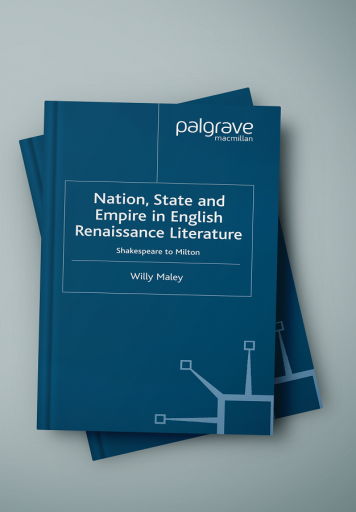 palgrave
macmillan
Nation, State and
Empire in English
Renaissance Literature
Shakespeare to Milton
Willy Maley